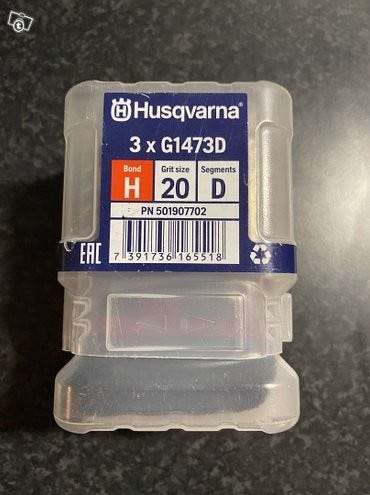 Husqvarna
3 x G1473D
Bond Grit size Segments
H 20 D
PN 501907702
EAC
7 391736 165518